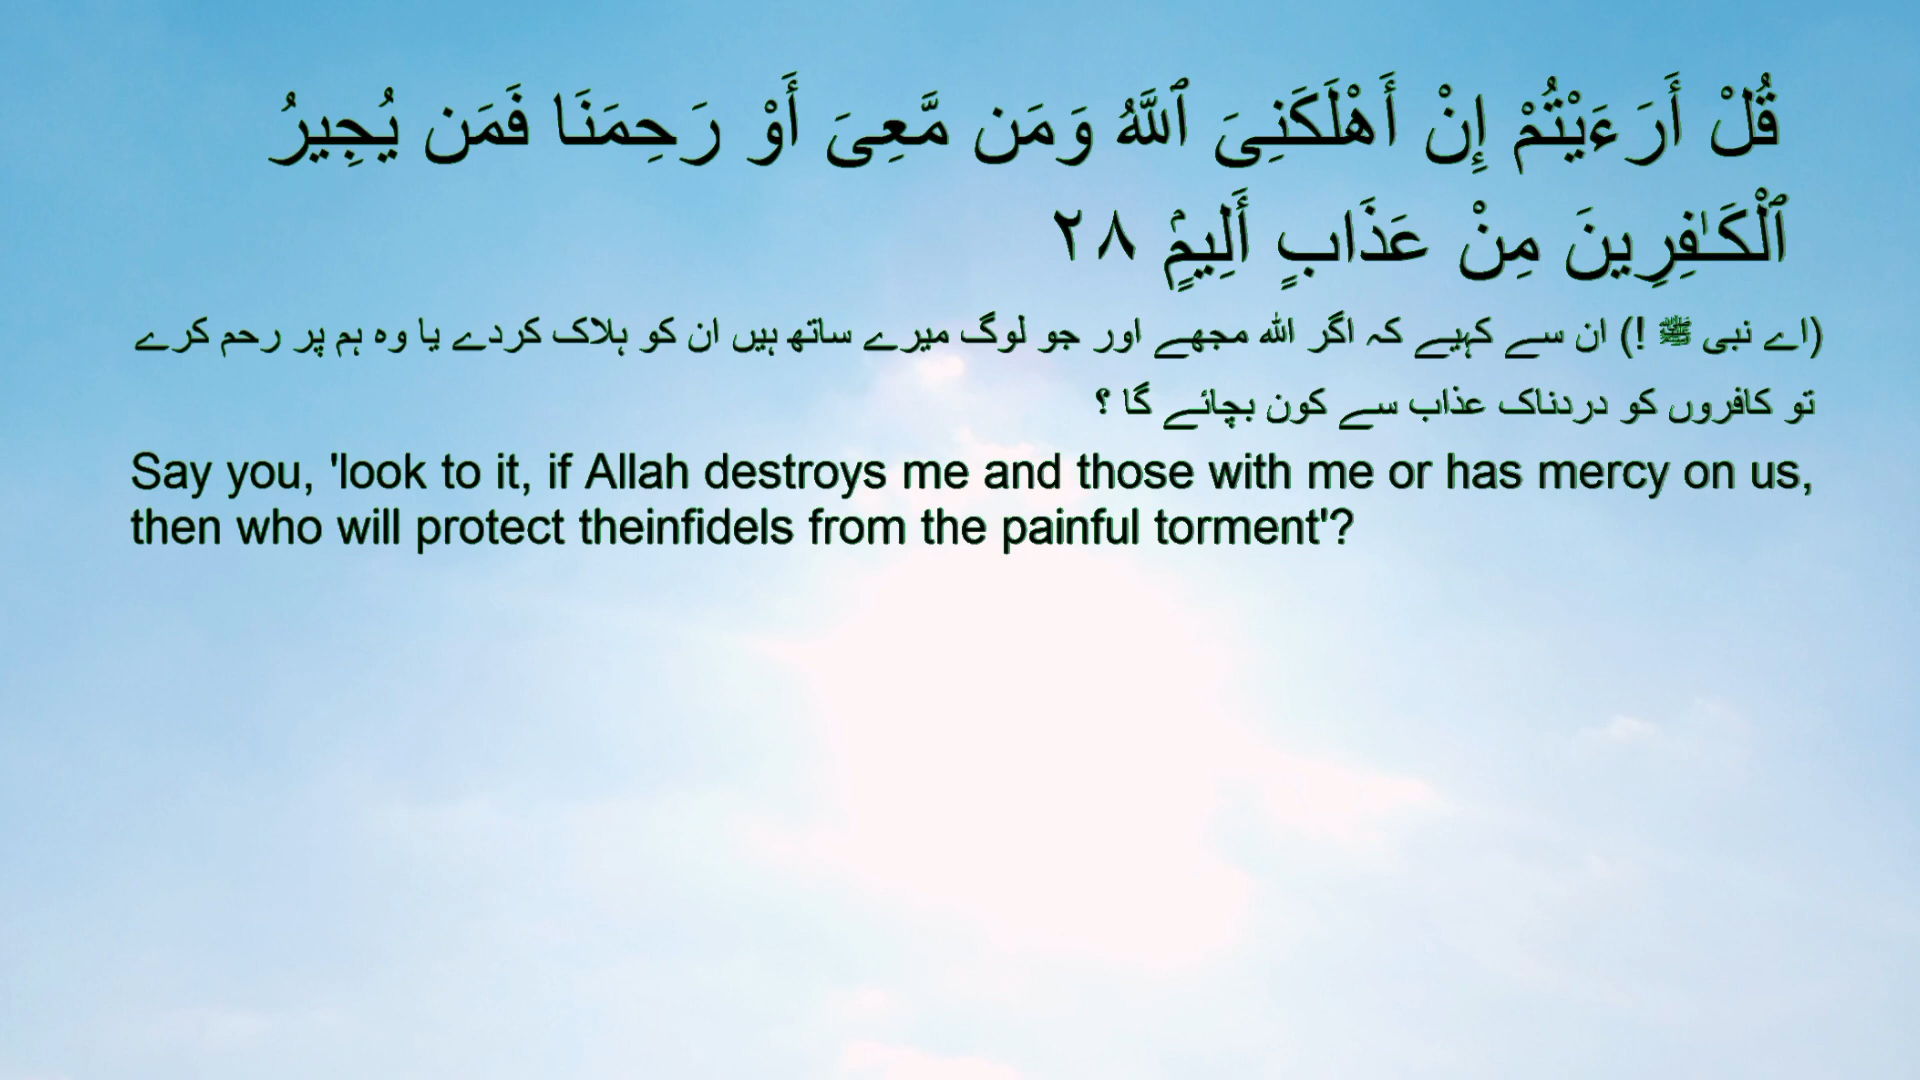 قُلْ أَرَءَيْتُمْ إِنْ أَهْلَكَنِىَ ٱللَّهُ وَمَن مَّعِىَ أَوْ رَحِمَنَا فَمَن يُجِيرُ
ٱلْكَـٰفِرِينَ مِنْ عَذَابٍ أَلِيمٍۢ ٢٨
(اے نبی ﷺ !) ان سے کہیے کہ اگر اللہ مجھے اور جو لوگ میرے ساتھ ہیں ان کو ہلاک کردے یا وہ ہم پر رحم کرے
تو کافروں کو دردناک عذاب سے کون بچائے گا ؟
Say you, 'look to it, if Allah destroys me and those with me or has mercy on us,
then who will protect theinfidels from the painful torment'?